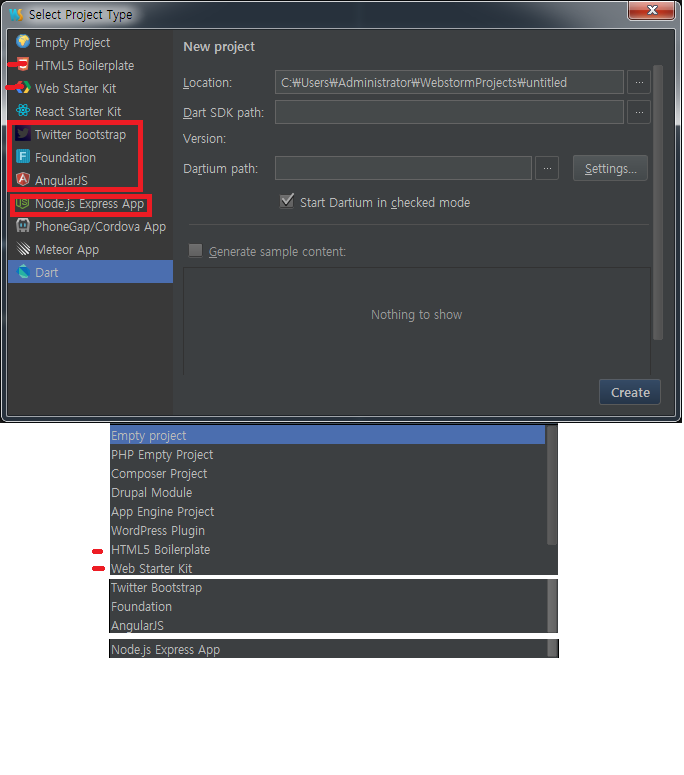 Select Project Type
Empty Project
HTML5 Boilerplate
Web Starter Kit
React Starter Kit
Twitter Bootstrap
Foundation
AngularJS
Node.js Express App
PhoneGap/Cordova App
Meteor App
Dart
New project
Location: C:₩Users₩Administrator₩WebstormProjects₩untitled ...
Dart SDK path: ...
Version:
Dartium path: ... Settings...
Start Dartium in checked mode
Generate sample content:
Nothing to show
Create
Empty project
PHP Empty Project
Composer Project
Drupal Module
App Engine Project
WordPress Plugin
HTML5 Boilerplate
Web Starter Kit
Twitter Bootstrap
Foundation
AngularJS
Node.js Express App